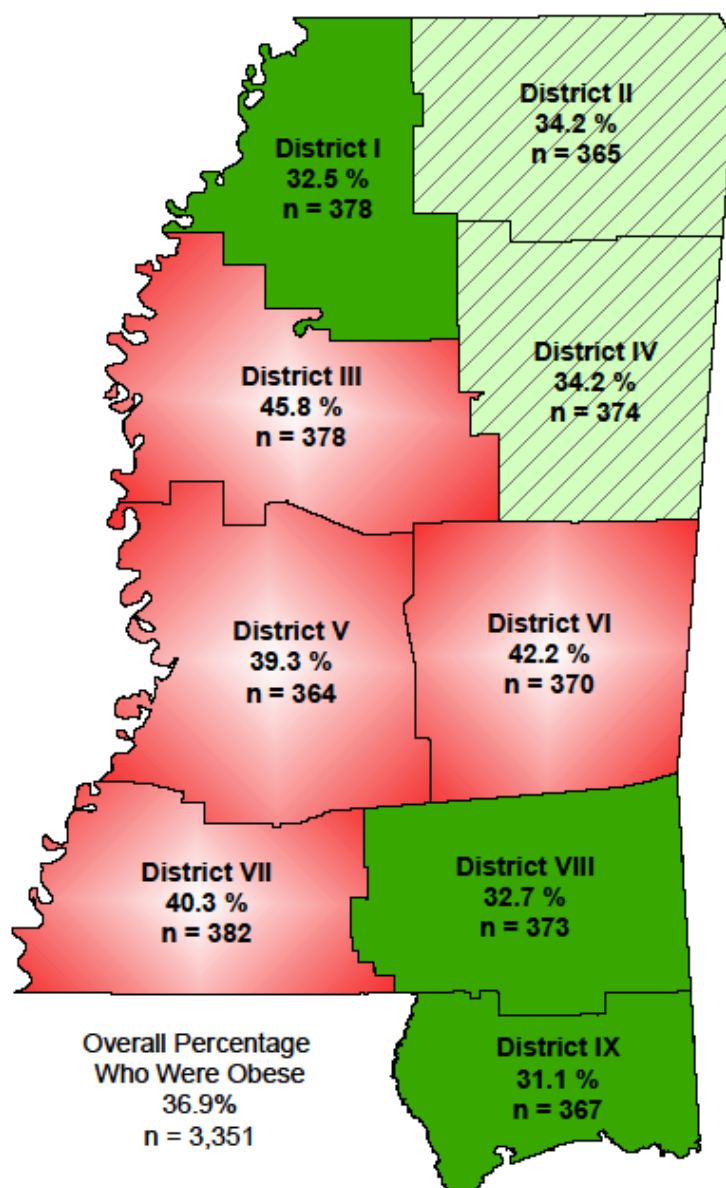 District I
32.5 %
n = 378
District II
34.2 %
n = 365
District III
45.8 %
n = 378
District IV
34.2 %
n = 374
District V
39.3 %
n = 364
District VI
42.2 %
n = 370
District VII
40.3 %
n = 382
District VIII
32.7 %
n = 373
District IX
31.1 %
n = 367
Overall Percentage
Who Were Obese
36.9%
n = 3,351